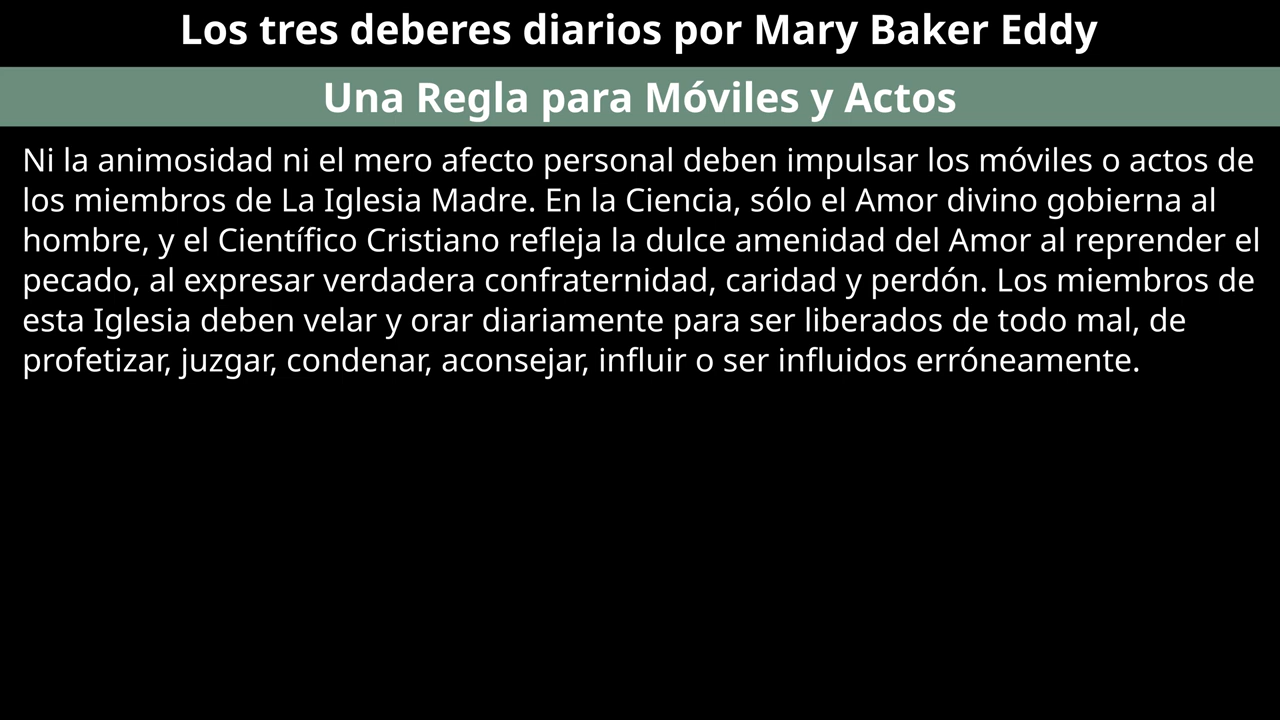 Los tres deberes diarios por Mary Baker Eddy
Una Regla para Móviles y Actos
Ni la animosidad ni el mero afecto personal deben impulsar los móviles o actos de
los miembros de La Iglesia Madre. En la Ciencia, sólo el Amor divino gobierna al
hombre, y el Científico Cristiano refleja la dulce amenidad del Amor al reprender el
pecado, al expresar verdadera confraternidad, caridad y perdón. Los miembros de
esta Iglesia deben velar y orar diariamente para ser liberados de todo mal, de
profetizar, juzgar, condenar, aconsejar, influir o ser influidos erróneamente.